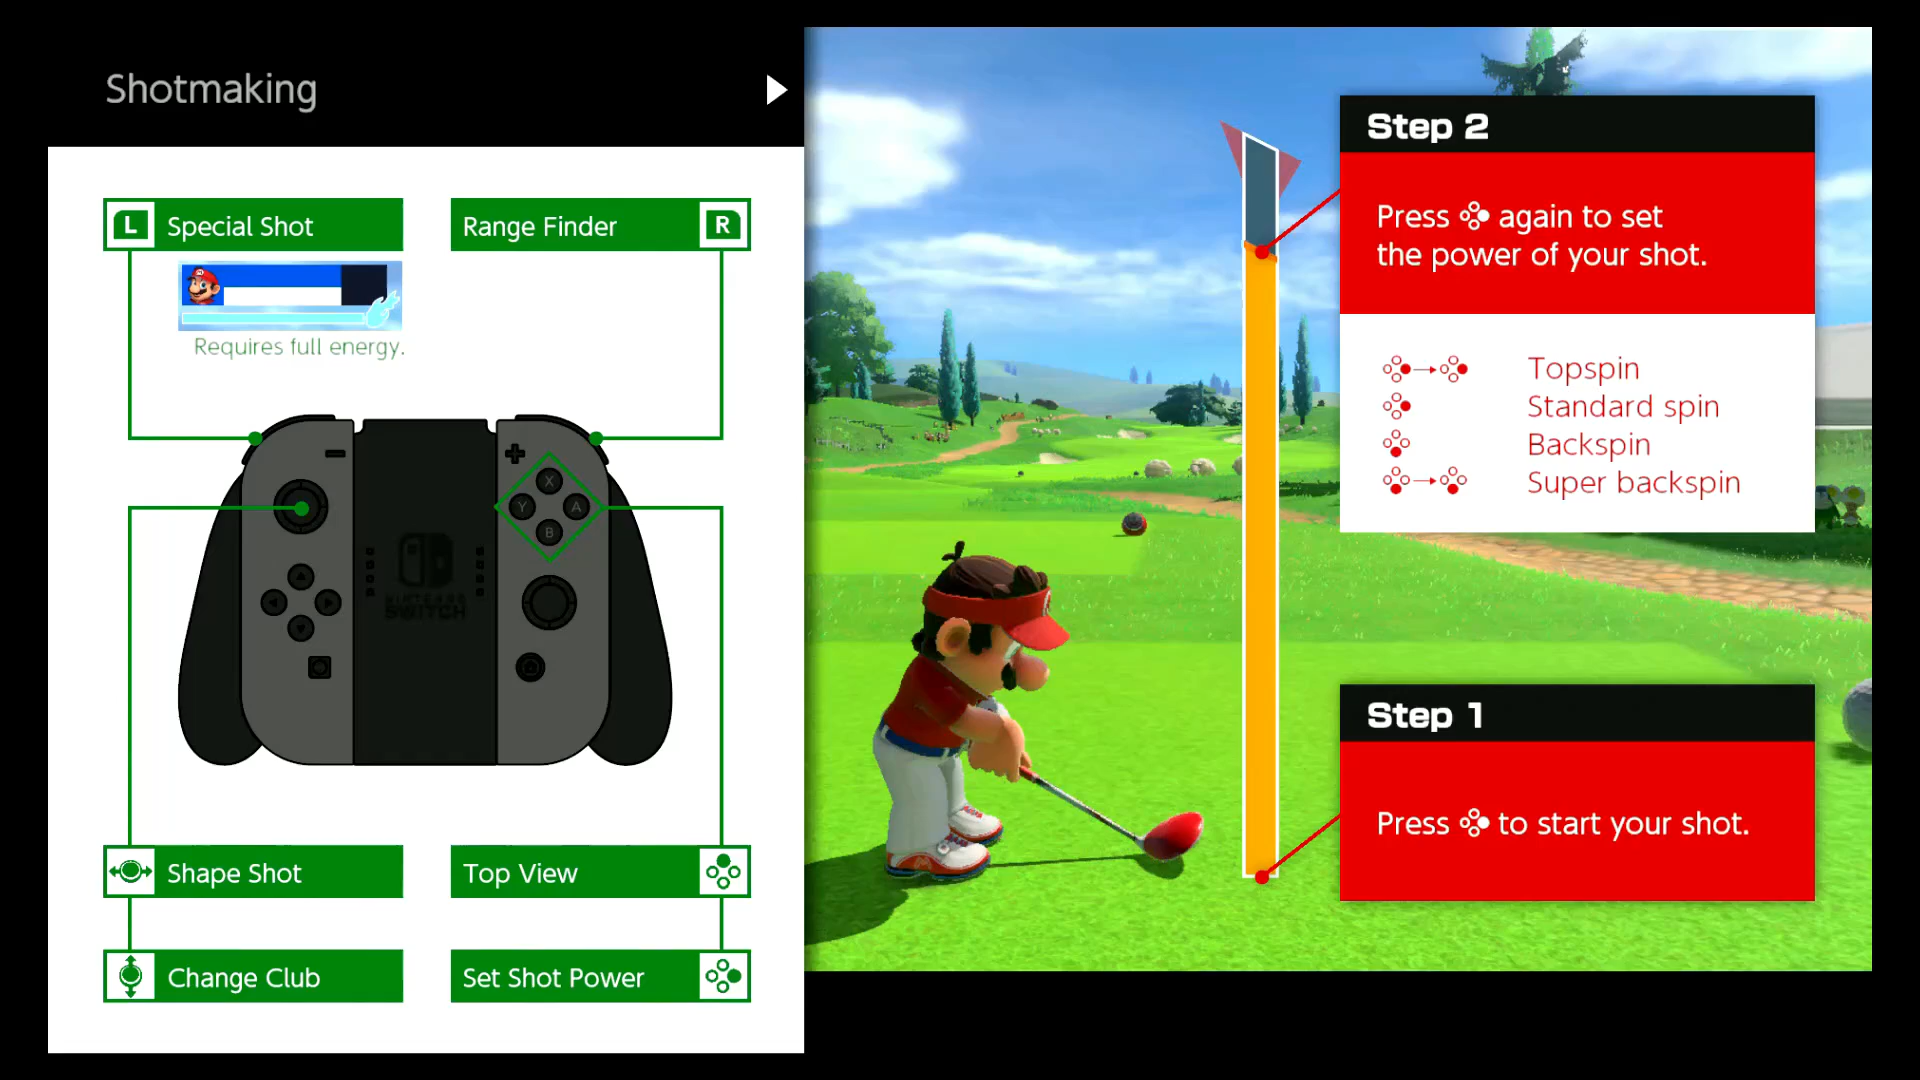 Shotmaking
L Special Shot
Range Finder R
Requires full energy.
X
Y A
B
NINTENDO
SWITCH
Shape Shot
Top View
Change Club
Set Shot Power
Step 2
Press again to set
the power of your shot.
Topspin
Standard spin
Backspin
Super backspin
Step 1
Press to start your shot.